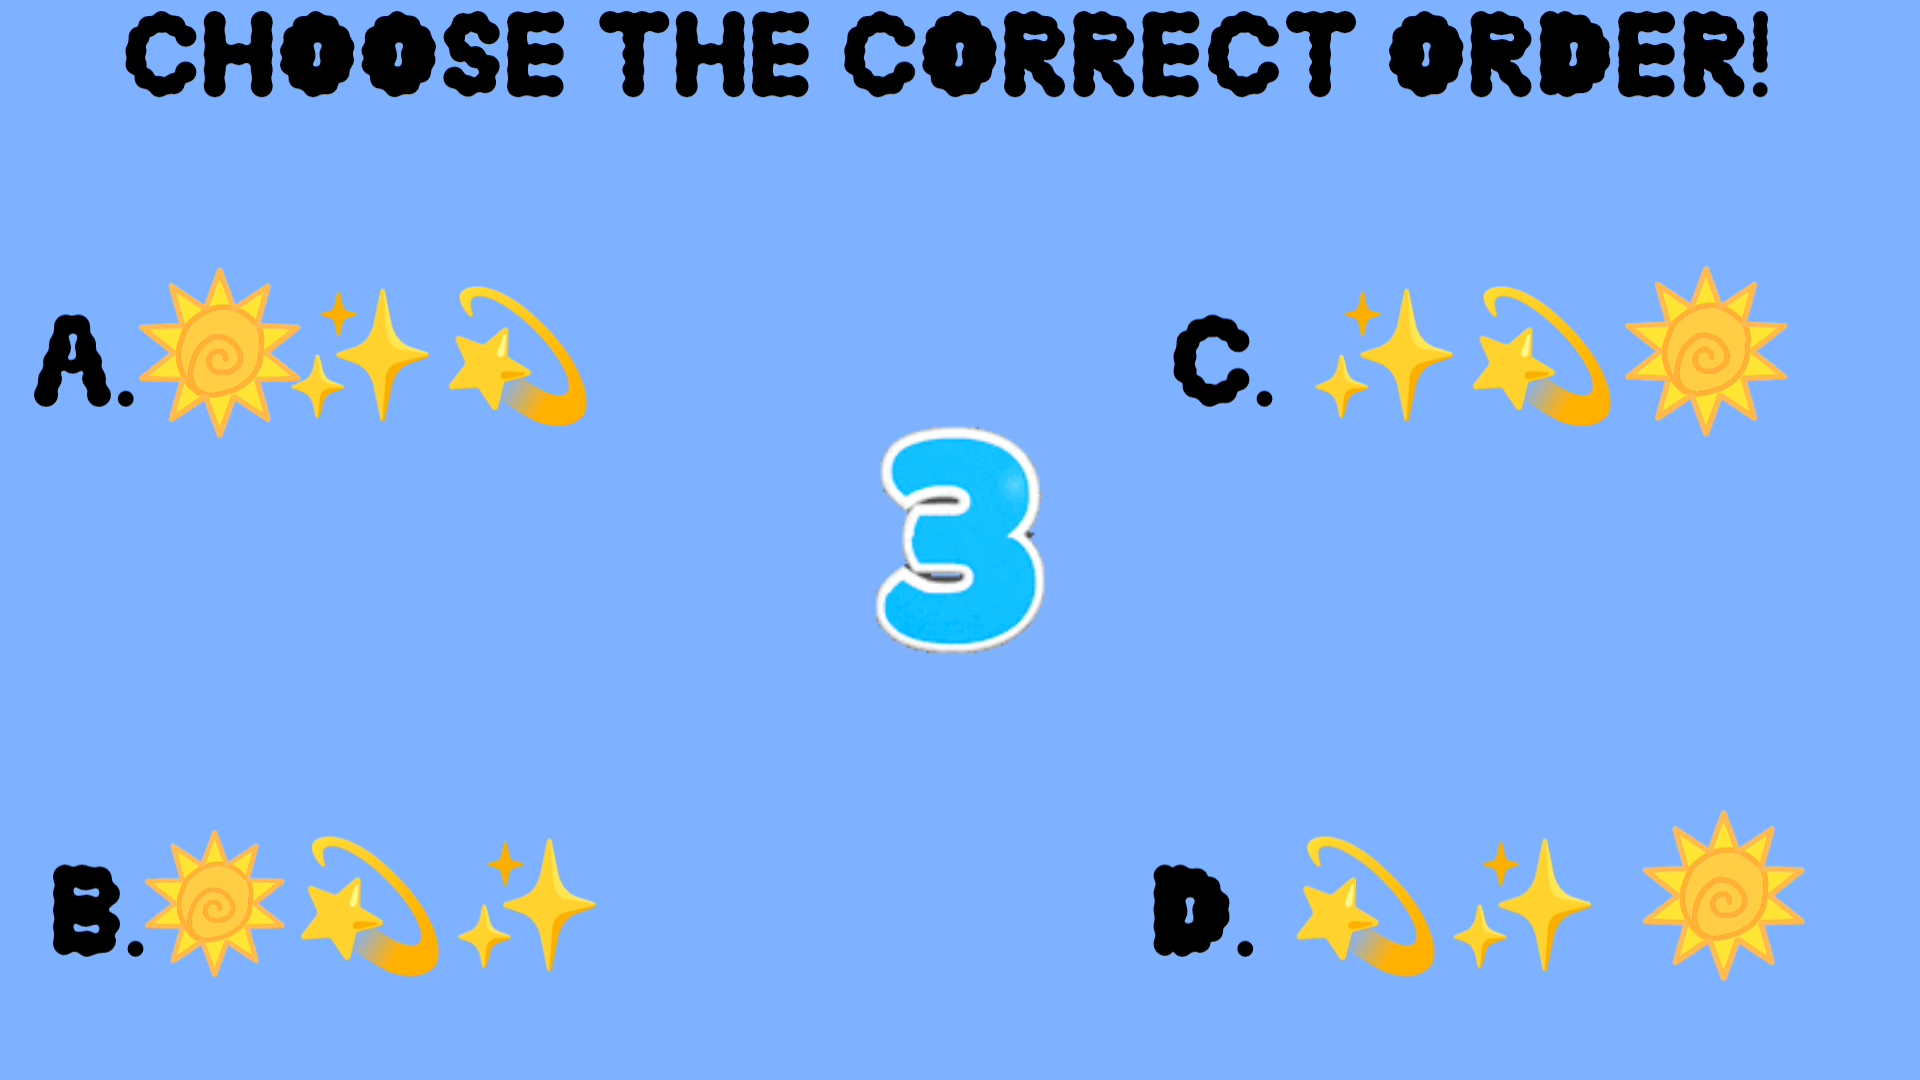 CHOOSE THE CORRECT ORDER!
A.
C.
3
B.
D.